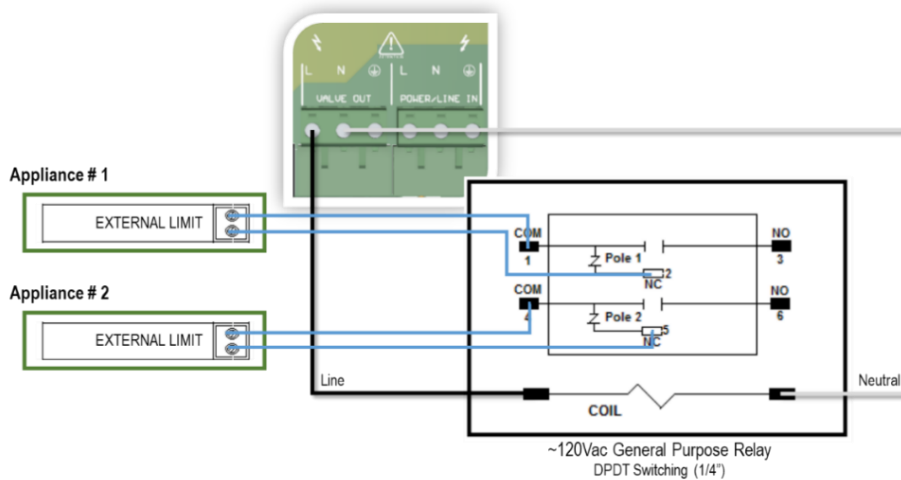 L N L N
VALVE OUT POWER/LINE IN
Appliance # 1
EXTERNAL LIMIT
COM
1
Pole 1
2
NC
NO
3
Appliance # 2
EXTERNAL LIMIT
COM
4
Pole 2
5
NC
NO
6
Line
COIL
Neutral
~120Vac General Purpose Relay
DPDT Switching (1/4")